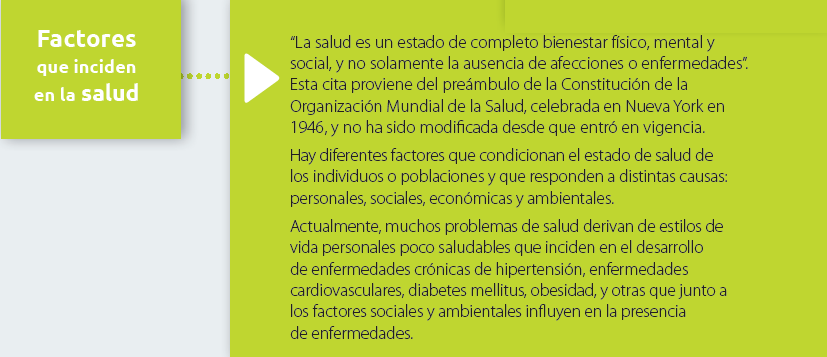 Factores
que inciden
en la salud
“La salud es un estado de completo bienestar físico, mental y
social, y no solamente la ausencia de afecciones o enfermedades”.
Esta cita proviene del preámbulo de la Constitución de la
Organización Mundial de la Salud, celebrada en Nueva York en
1946, y no ha sido modificada desde que entró en vigencia.
Hay diferentes factores que condicionan el estado de salud de
los individuos o poblaciones y que responden a distintas causas:
personales, sociales, económicas y ambientales.
Actualmente, muchos problemas de salud derivan de estilos de
vida personales poco saludables que inciden en el desarrollo
de enfermedades crónicas de hipertensión, enfermedades
cardiovasculares, diabetes mellitus, obesidad, y otras que junto a
los factores sociales y ambientales influyen en la presencia
de enfermedades.